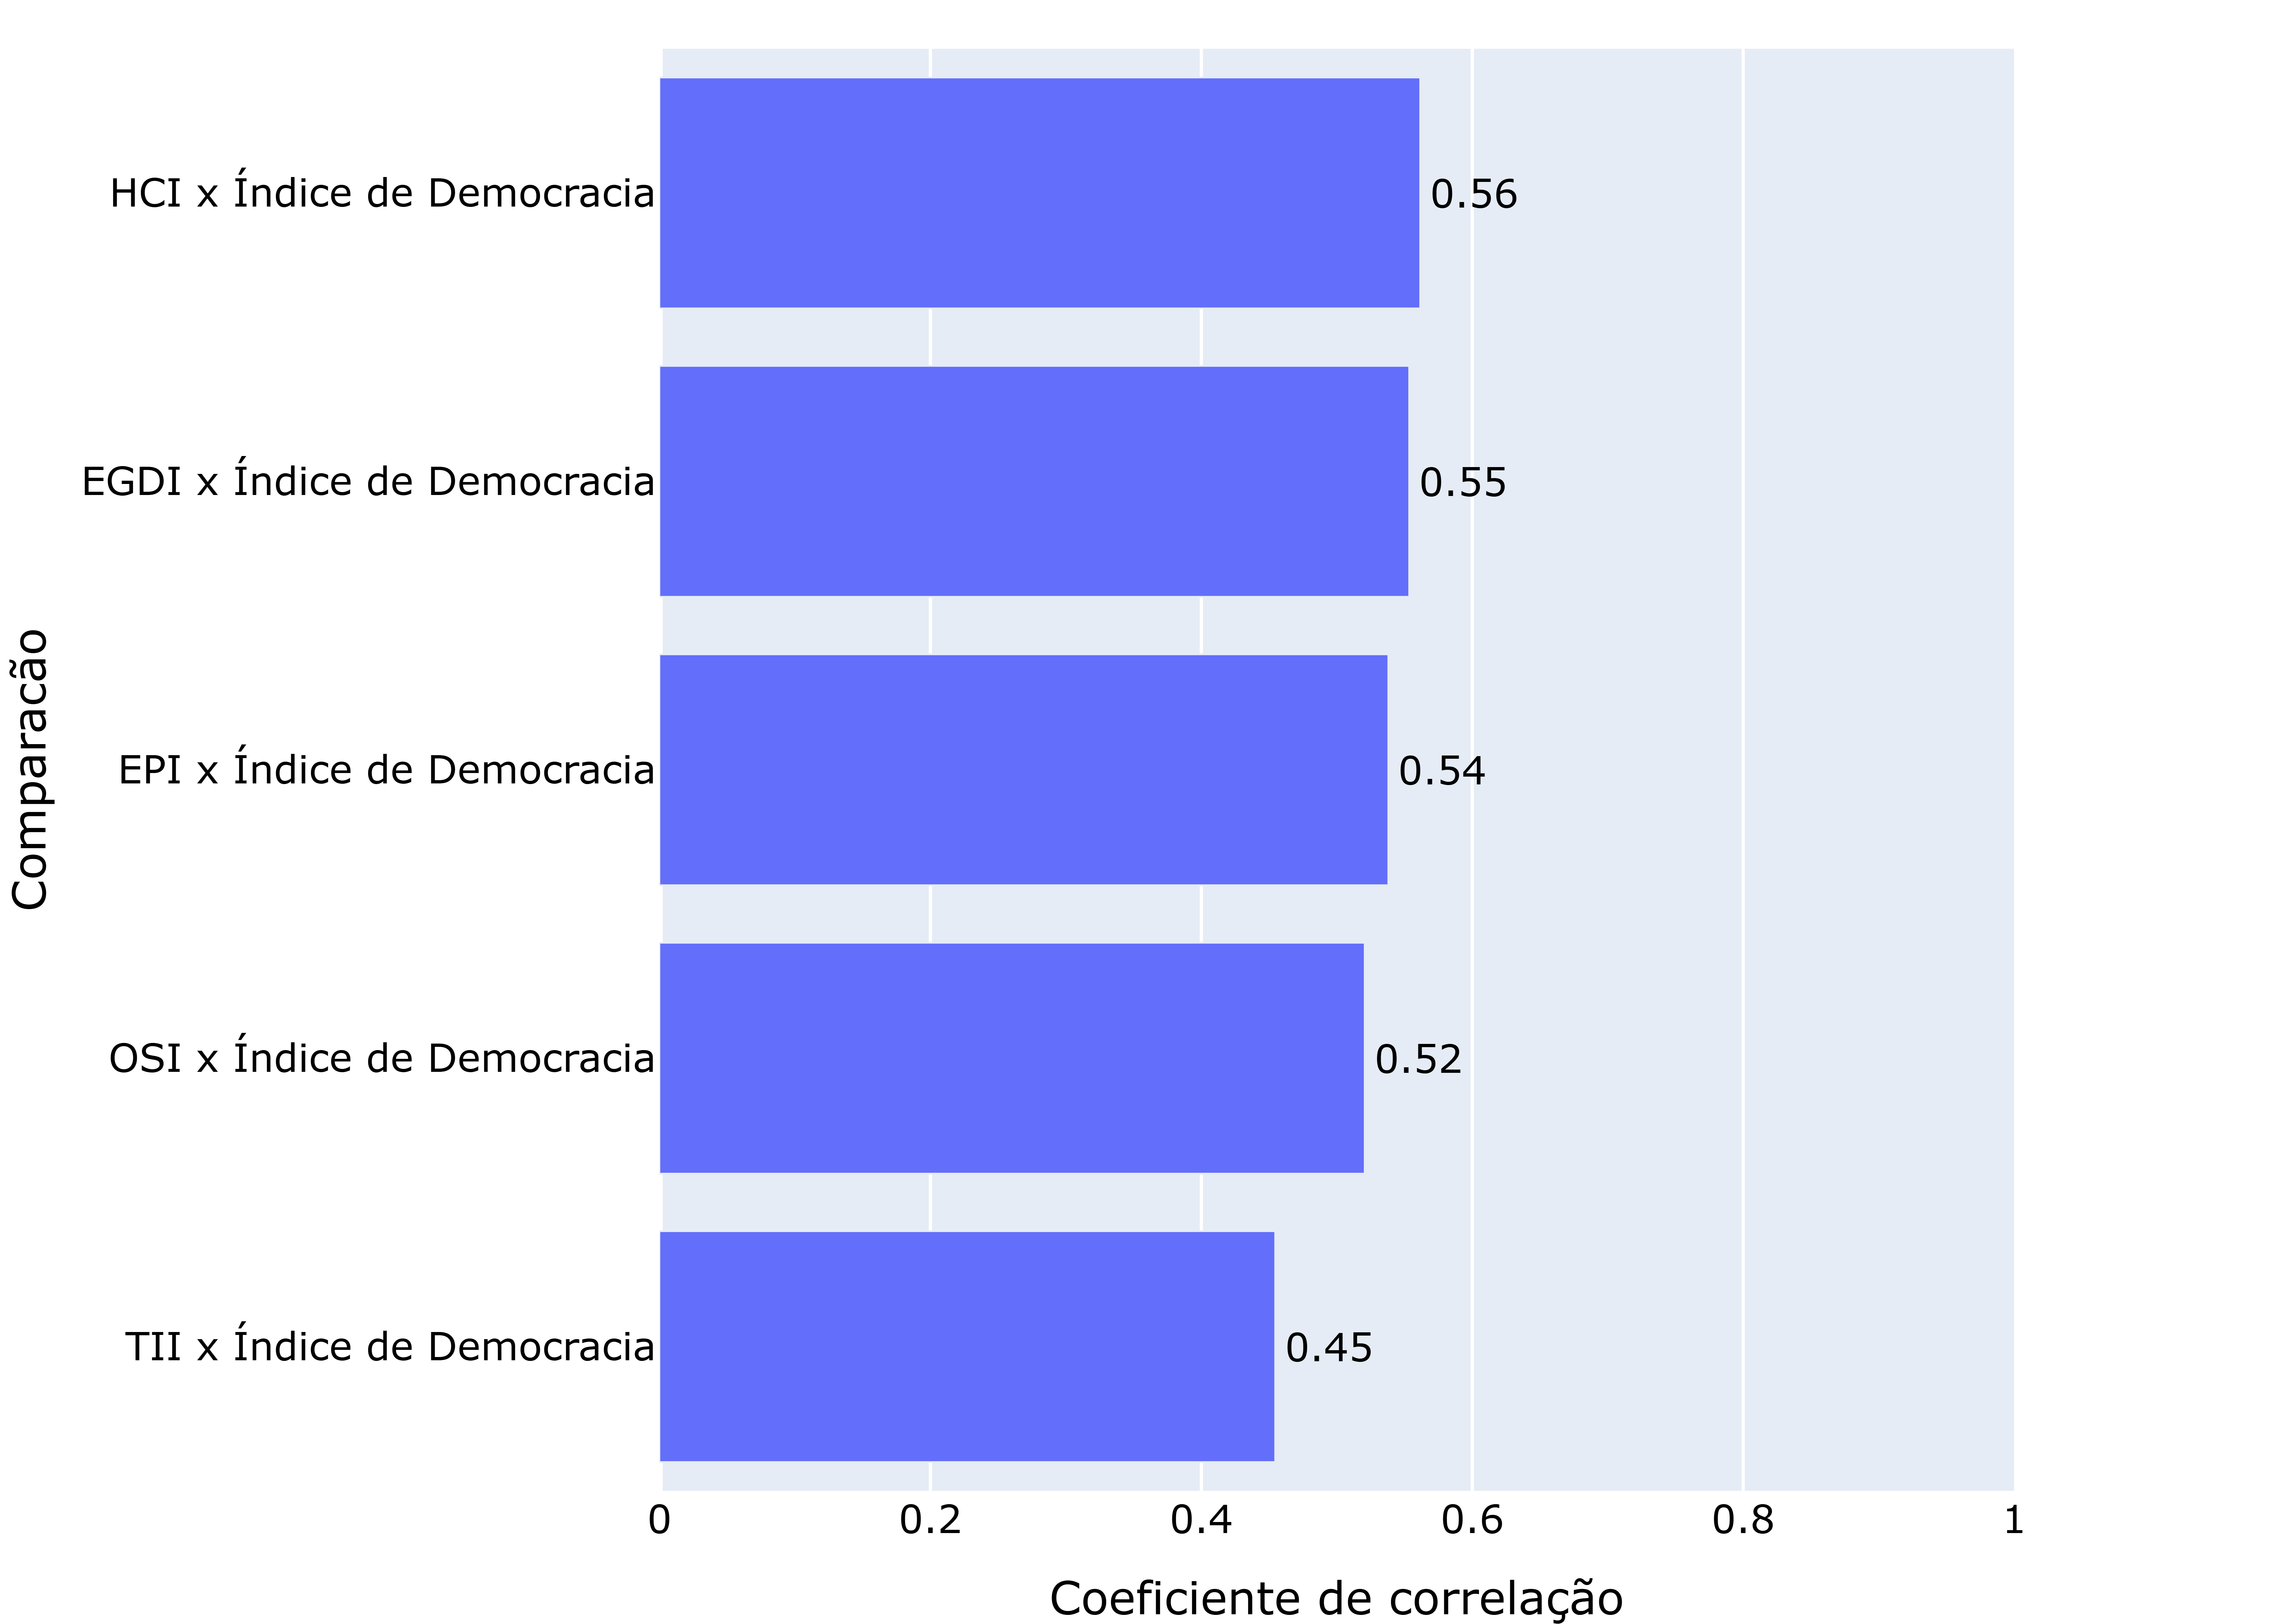 HCI x Índice de Democracia
0.56
EGDI x Índice de Democracia
0.55
EPI x Índice de Democracia
0.54
OSI x Índice de Democracia
0.52
TII x Índice de Democracia
0.45
Comparacão
0
0.2
0.4
0.6
0.8
1
Coeficiente de correlação